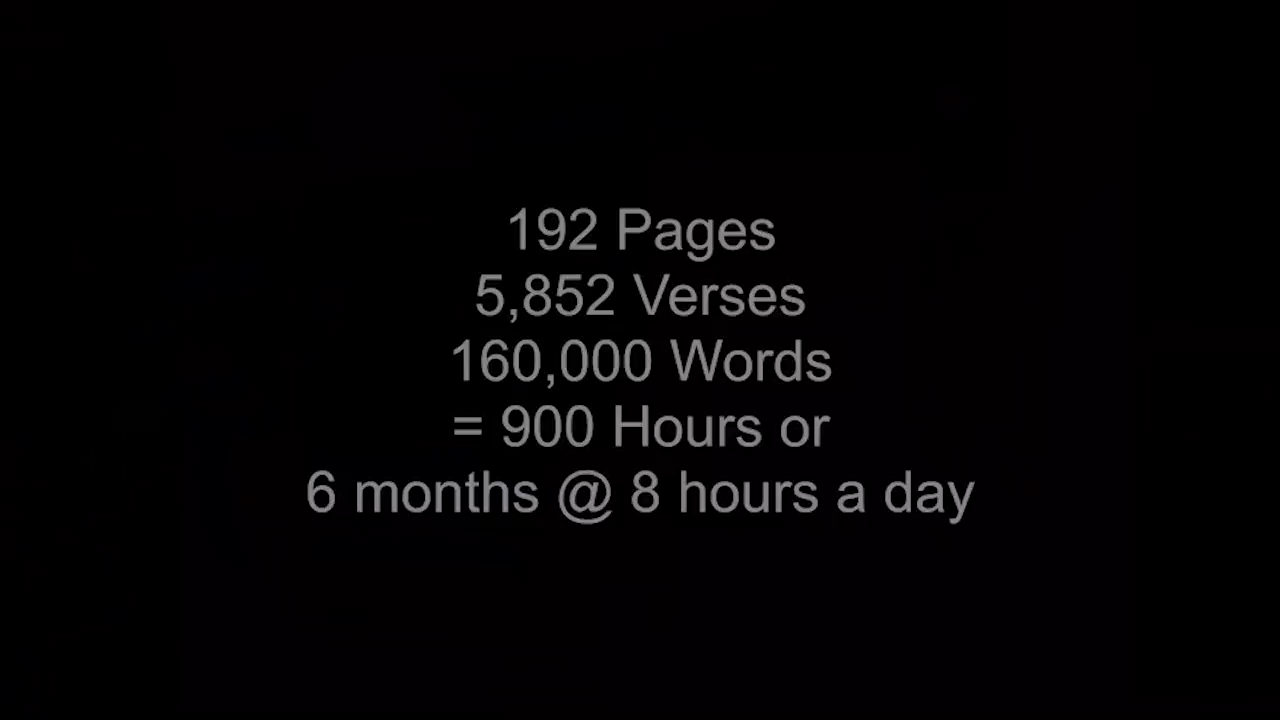 192 Pages
5,852 Verses
160,000 Words
= 900 Hours or
6 months @ 8 hours a day